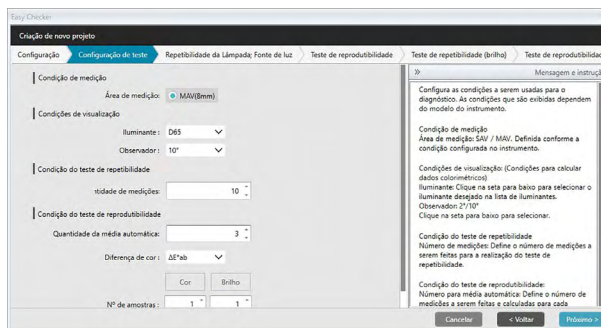 Easy Checker
Criação de novo projeto
Configuração
Configuração de teste
Repetibilidade da Lâmpada; Fonte de luz
Teste de reprodutibilidade
Teste de repetibilidade (brilho)
Teste de reprodutibilidad
Condição de medição
Área de medição: MAV(8mm)
Condições de visualização
Iluminante : D65
Observador : 10°
Condição do teste de repetibilidade
ntidade de medições: 10
Condição do teste de reprodutibilidade
Quantidade da média automática: 3
Diferença de cor : ΔE*ab
Cor Brilho
Nº de amostras : 1 1
» Mensagem e instruçã
Configura as condições a serem usadas para o
diagnóstico. As condições que são exibidas dependem
do modelo do instrumento.
Condição de medição
Área de medição: SAV / MAV. Definida conforme a
condição configurada no instrumento.
Condições de visualização: (Condições para calcular
dados colorimétricos)
Iluminante: Clique na seta para baixo para selecionar o
iluminante desejado na lista de iluminantes.
Observador: 2°/10°
Clique na seta para baixo para selecionar.
Condição do teste de repetibilidade
Número de medições: Define o número de medições a
serem feitas para a realização do teste de
repetibilidade.
Condição do teste de reprodutibilidade:
Número para média automática: Define o número de
medições a serem feitas e calculadas para cada
Cancelar
< Voltar
Próximo >